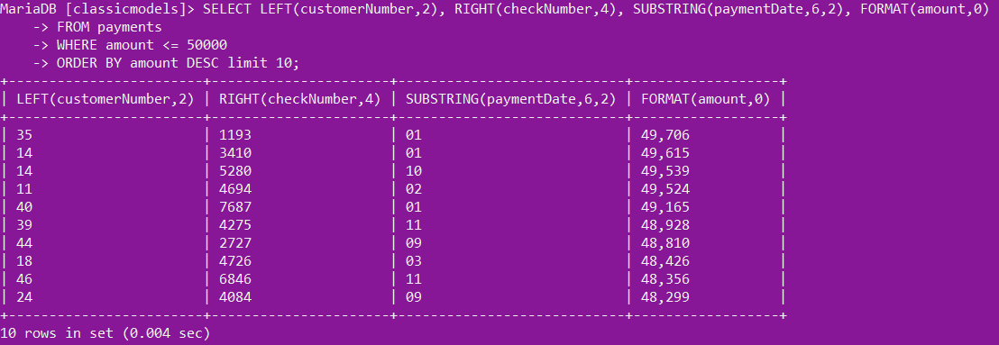 MariaDB [classicmodels]> SELECT LEFT(customerNumber,2), RIGHT(checkNumber,4), SUBSTRING(paymentDate,6,2), FORMAT(amount,0)
    -> FROM payments
    -> WHERE amount <= 50000
    -> ORDER BY amount DESC limit 10;
+------------------------+----------------------+----------------------------+------------------+
| LEFT(customerNumber,2) | RIGHT(checkNumber,4) | SUBSTRING(paymentDate,6,2) | FORMAT(amount,0) |
+------------------------+----------------------+----------------------------+------------------+
| 35                     | 1193                 | 01                         | 49,706           |
| 14                     | 3410                 | 01                         | 49,615           |
| 14                     | 5280                 | 10                         | 49,539           |
| 11                     | 4694                 | 02                         | 49,524           |
| 40                     | 7687                 | 01                         | 49,165           |
| 39                     | 4275                 | 11                         | 48,928           |
| 44                     | 2727                 | 09                         | 48,810           |
| 18                     | 4726                 | 03                         | 48,426           |
| 46                     | 6846                 | 11                         | 48,356           |
| 24                     | 4084                 | 09                         | 48,299           |
+------------------------+----------------------+----------------------------+------------------+
10 rows in set (0.004 sec)